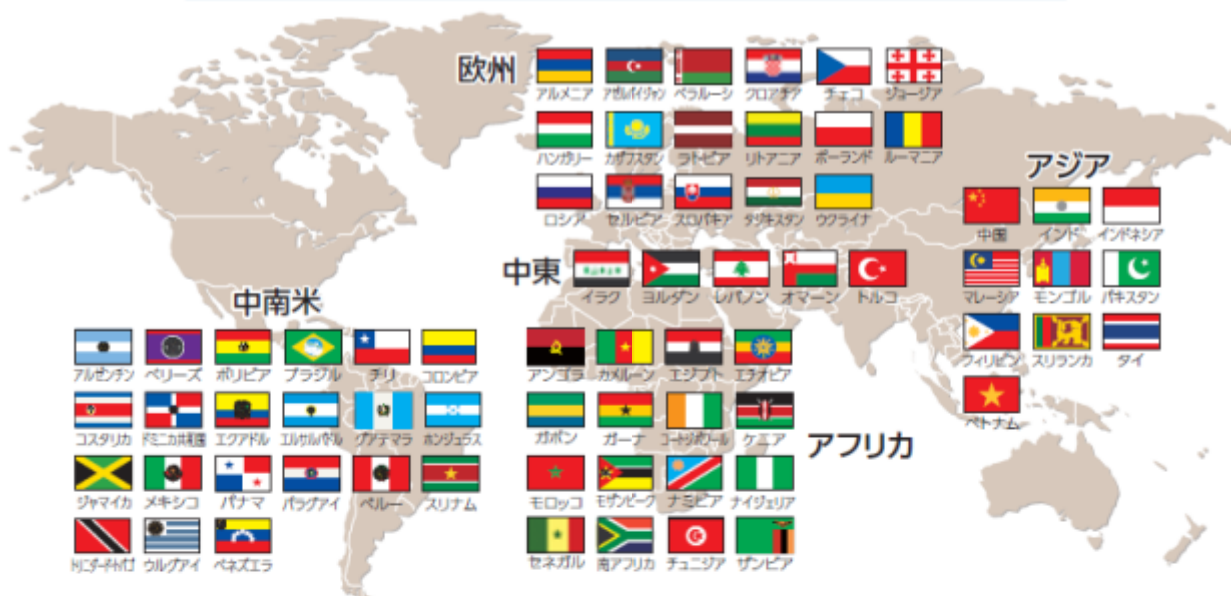 欧州
アルメニア アゼルバイジャン ベラルーシ クロアチア チェコ ジョージア
ハンガリー カザフスタン ラトビア リトアニア ポーランド ルーマニア
ロシア セルビア スロバキア タジキスタン ウクライナ
中東
イラク ヨルダン レバノン オマーン トルコ
アジア
中国 インド インドネシア
マレーシア モンゴル パキスタン
フィリピン スリランカ タイ
ベトナム
中南米
アルゼンチン ベリーズ ボリビア ブラジル チリ コロンビア
コスタリカ ドミニカ共和国 エクアドル エルサルバドル グアテマラ ホンジュラス
ジャマイカ メキシコ パナマ パラグアイ ペルー スリナム
トリニダード・トバゴ ウルグアイ ベネズエラ
アフリカ
アンゴラ カメルーン エジプト エチオピア
ガボン ガーナ コートジボワール ケニア
モロッコ モザンビーク ナミビア ナイジェリア
セネガル 南アフリカ チュニジア ザンビア